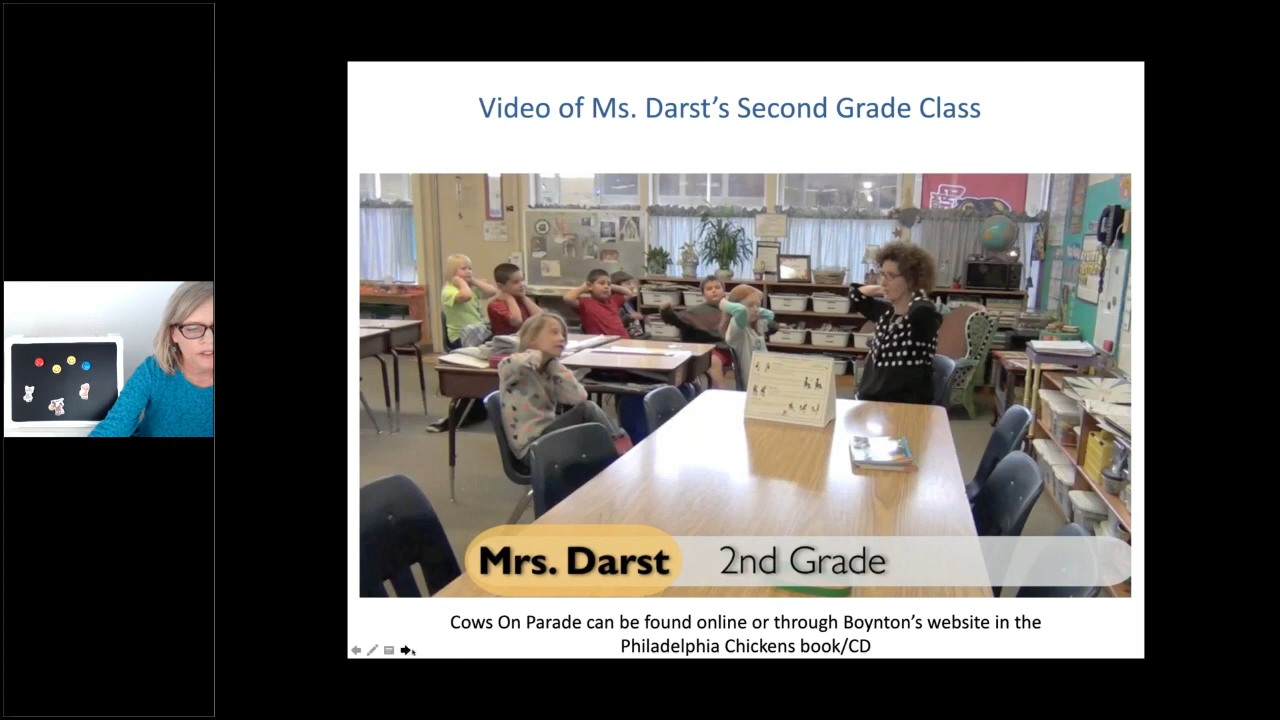 Video of Ms. Darst’s Second Grade Class
Mrs. Darst 2nd Grade
Cows On Parade can be found online or through Boynton’s website in the
Philadelphia Chickens book/CD